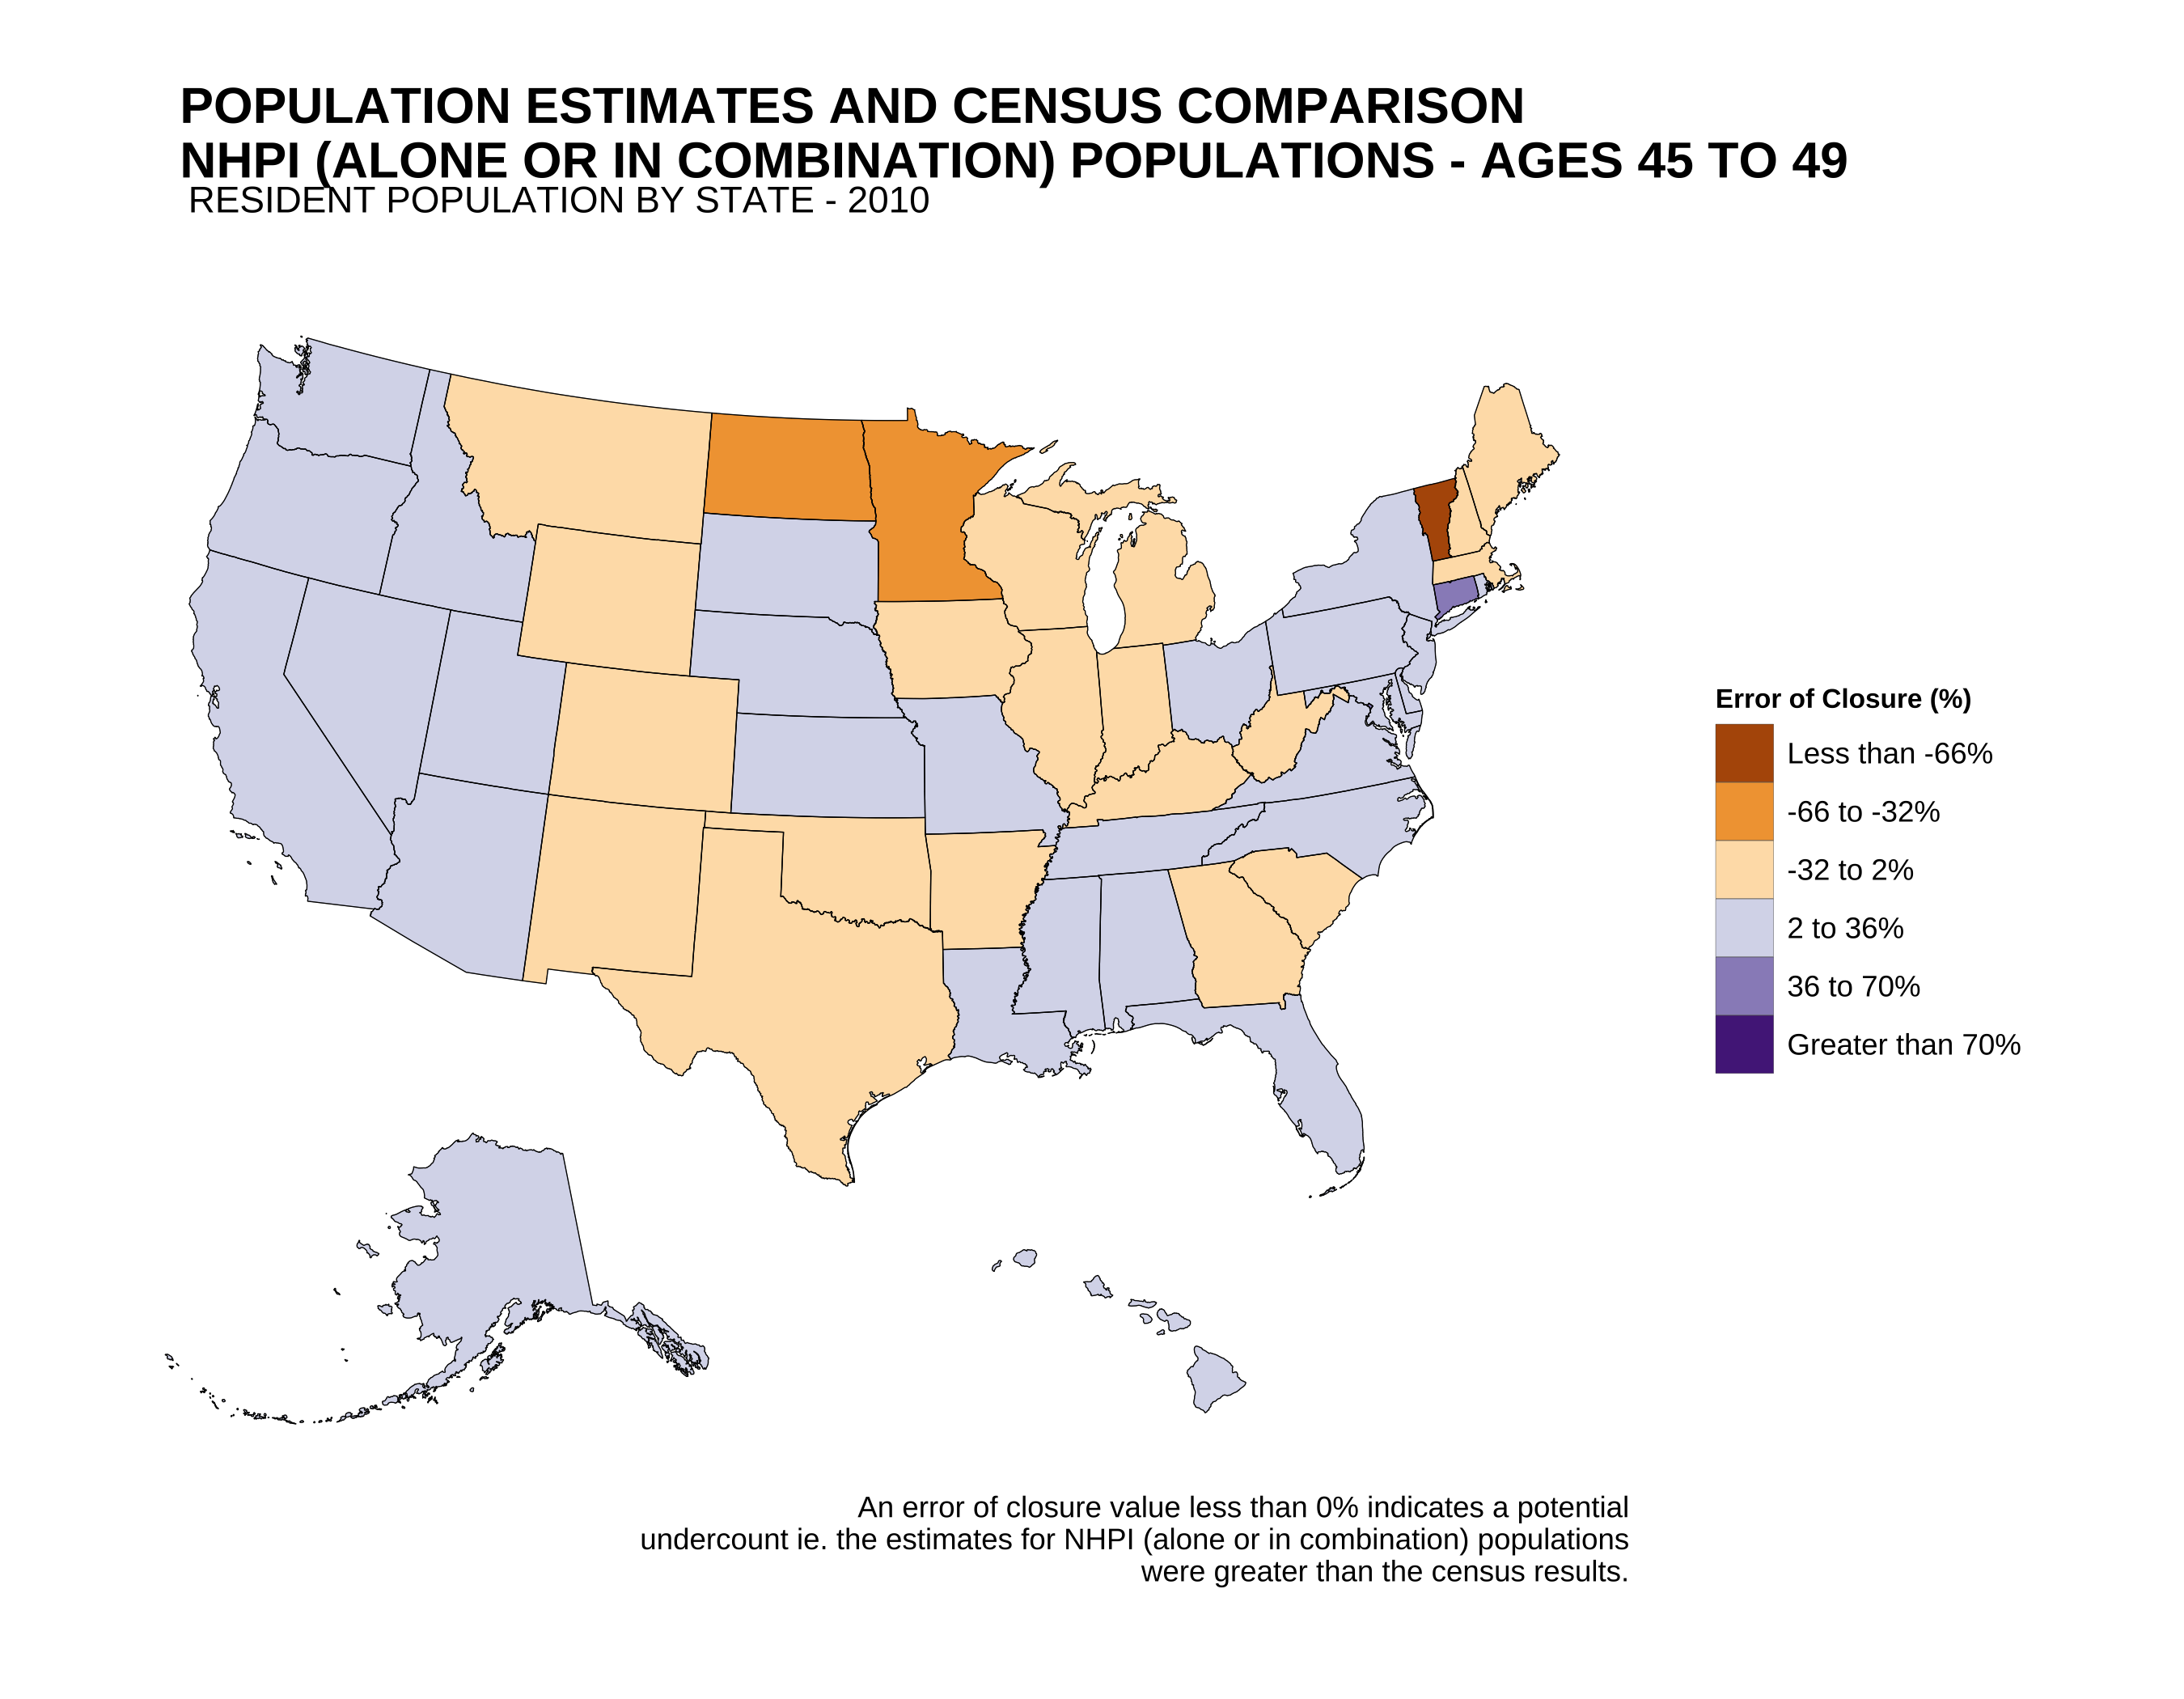 POPULATION ESTIMATES AND CENSUS COMPARISON
NHPI (ALONE OR IN COMBINATION) POPULATIONS - AGES 45 TO 49
RESIDENT POPULATION BY STATE - 2010
Error of Closure (%)
Less than -66%
-66 to -32%
-32 to 2%
2 to 36%
36 to 70%
Greater than 70%
An error of closure value less than 0% indicates a potential
undercount ie. the estimates for NHPI (alone or in combination) populations
were greater than the census results.